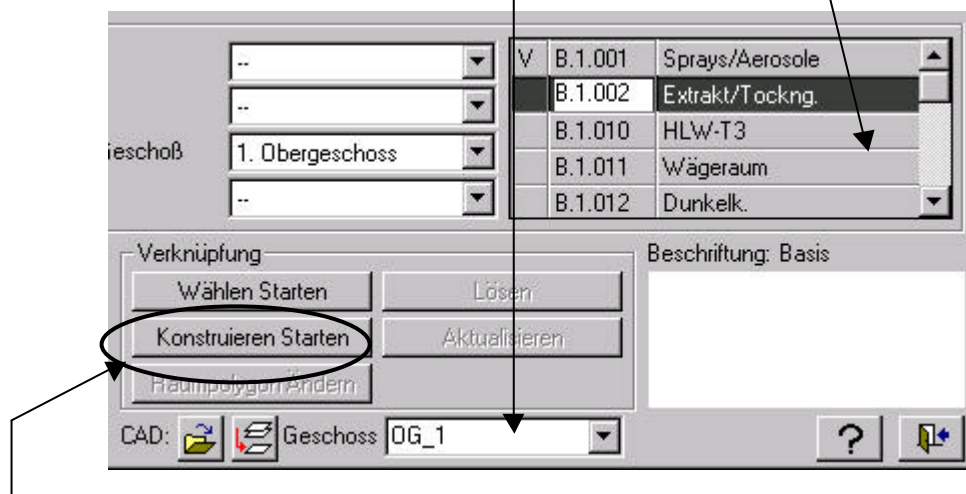 --
V B.1.001 Sprays/Aerosole
--
B.1.002 Extrakt/Tockng.
B.1.010 HLW-T3
ieschoß 1. Obergeschoss
B.1.011 Wägeraum
--
B.1.012 Dunkelk.
Verknüpfung
Beschriftung: Basis
Wählen Starten Lösen
Konstruieren Starten Aktualisieren
Raumpolygon Ändern
CAD: Geschoss OG_1 ?